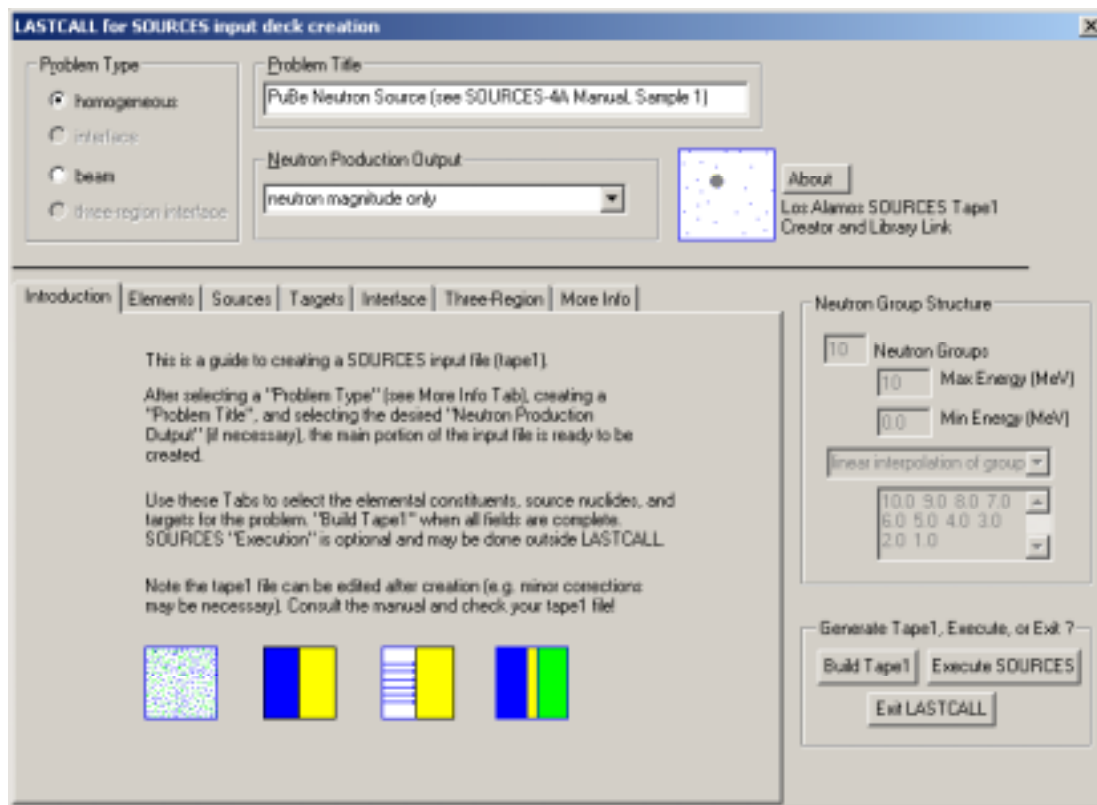 LASTCALL for SOURCES input deck creation
Problem Type
homogeneous
interface
beam
three-region interface
Problem Title
PuBe Neutron Source (see SOURCES-4A Manual, Sample 1)
Neutron Production Output
neutron magnitude only
About
Los Alamos SOURCES Tape1
Creator and Library Link
Introduction
Elements
Sources
Targets
Interface
Three-Region
More Info
This is a guide to creating a SOURCES input file (tape1).
After selecting a "Problem Type" (see More Info Tab), creating a
"Problem Title", and selecting the desired "Neutron Production
Output" (if necessary), the main portion of the input file is ready to be
created.
Use these Tabs to select the elemental constituents, source nuclides, and
targets for the problem. "Build Tape1" when all fields are complete.
SOURCES "Execution" is optional and may be done outside LASTCALL.
Note the tape1 file can be edited after creation (e.g. minor corrections
may be necessary). Consult the manual and check your tape1 file!
Neutron Group Structure
10 Neutron Groups
10 Max Energy (MeV)
0.0 Min Energy (MeV)
linear interpolation of group
10.0 9.0 8.0 7.0
6.0 5.0 4.0 3.0
2.0 1.0
Generate Tape1, Execute, or Exit ?
Build Tape1
Execute SOURCES
Exit LASTCALL